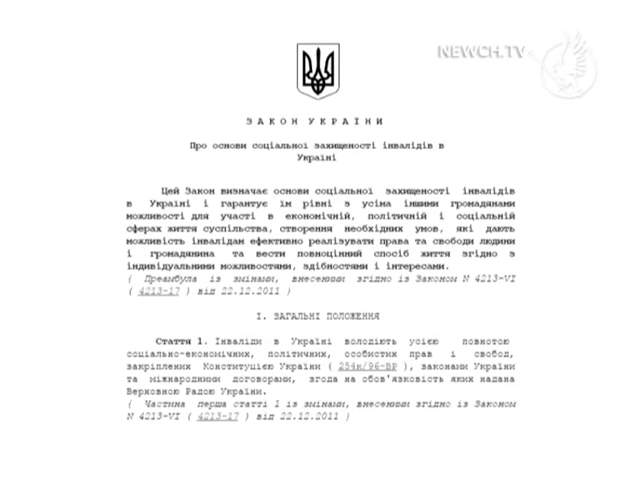 NEWCH.TV
З А К О Н У К Р А Ї Н И
Про основи соціальної захищеності інвалідів в
Україні
Цей Закон визначає основи соціальної захищеності інвалідів
в Україні і гарантує їм рівні з усіма іншими громадянами
можливості для участі в економічній, політичній і соціальній
сферах життя суспільства, створення необхідних умов, які дають
можливість інвалідам ефективно реалізувати права та свободи людини
і громадянина та вести повноцінний спосіб життя згідно з
індивідуальними можливостями, здібностями і інтересами.
( Преамбула із змінами, внесеними згідно із Законом N 4213-VI
( 4213-17 ) від 22.12.2011 )
I. ЗАГАЛЬНІ ПОЛОЖЕННЯ
Стаття 1. Інваліди в Україні володіють усією повнотою
соціально-економічних, політичних, особистих прав і свобод,
закріплених Конституцією України ( 254к/96-ВР ), законами України
та міжнародними договорами, згода на обов'язковість яких надана
Верховною Радою України.
( Частина перша статті 1 із змінами, внесеними згідно із Законом
N 4213-VI ( 4213-17 ) від 22.12.2011 )